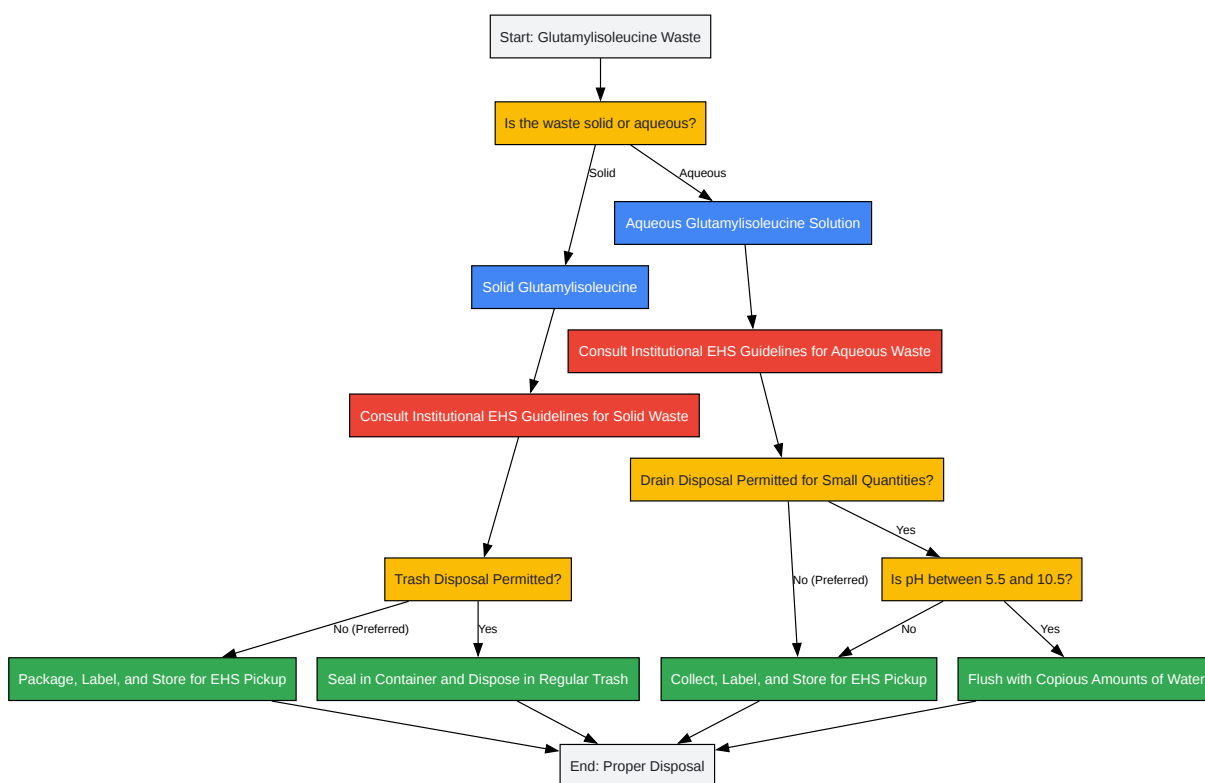 Start: Glutamylisoleucine Waste
Is the waste solid or aqueous?
Solid
Aqueous
Aqueous Glutamylisoleucine Solution
Solid Glutamylisoleucine
Consult Institutional EHS Guidelines for Aqueous Waste
Consult Institutional EHS Guidelines for Solid Waste
Drain Disposal Permitted for Small Quantities?
Yes
Trash Disposal Permitted?
No (Preferred)
Is pH between 5.5 and 10.5?
No (Preferred)
Yes
No
Yes
Package, Label, and Store for EHS Pickup
Seal in Container and Dispose in Regular Trash
Collect, Label, and Store for EHS Pickup
Flush with Copious Amounts of Water
End: Proper Disposal